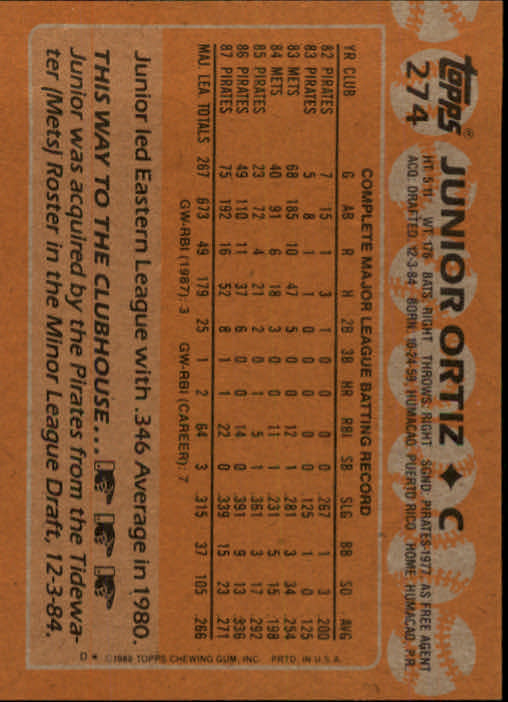 topps®
274
JUNIOR ORTIZ ♦ C
HT: 5'11" WT: 176 BATS: RIGHT THROWS: RIGHT SGND: PIRATES-1977, AS FREE AGENT
ACQ: DRAFTED 12-3-84 BORN: 10-24-59, HUMACAO, PUERTO RICO HOME: HUMACAO, P.R.
COMPLETE MAJOR LEAGUE BATTING RECORD
YR CLUB G AB R H 2B 3B HR RBI SB SLG BB SO AVG
82 PIRATES 7 15 1 3 1 0 0 0 0 .267 1 3 .200
83 PIRATES 5 8 1 1 0 0 0 0 0 .125 1 0 .125
83 METS 68 185 10 47 5 0 0 12 1 .281 3 34 .254
84 METS 40 91 6 18 3 0 0 11 1 .231 5 15 .198
85 PIRATES 23 72 4 21 2 0 1 5 1 .361 3 17 .292
86 PIRATES 49 110 11 37 6 0 0 14 0 .391 9 13 .336
87 PIRATES 75 192 16 52 8 1 1 22 0 .339 15 23 .271
MAJ. LEA. TOTALS 267 673 49 179 25 1 2 64 3 .315 37 105 .266
GW-RBI (1987): 3 GW-RBI (CAREER): 7
Junior led Eastern League with .346 Average in 1980.
THIS WAY TO THE CLUBHOUSE...
Junior was acquired by the Pirates from the Tidewa-
ter (Mets) Roster in the Minor League Draft, 12-3-84.
D* ©1988 TOPPS CHEWING GUM, INC. PRTD. IN U.S.A.